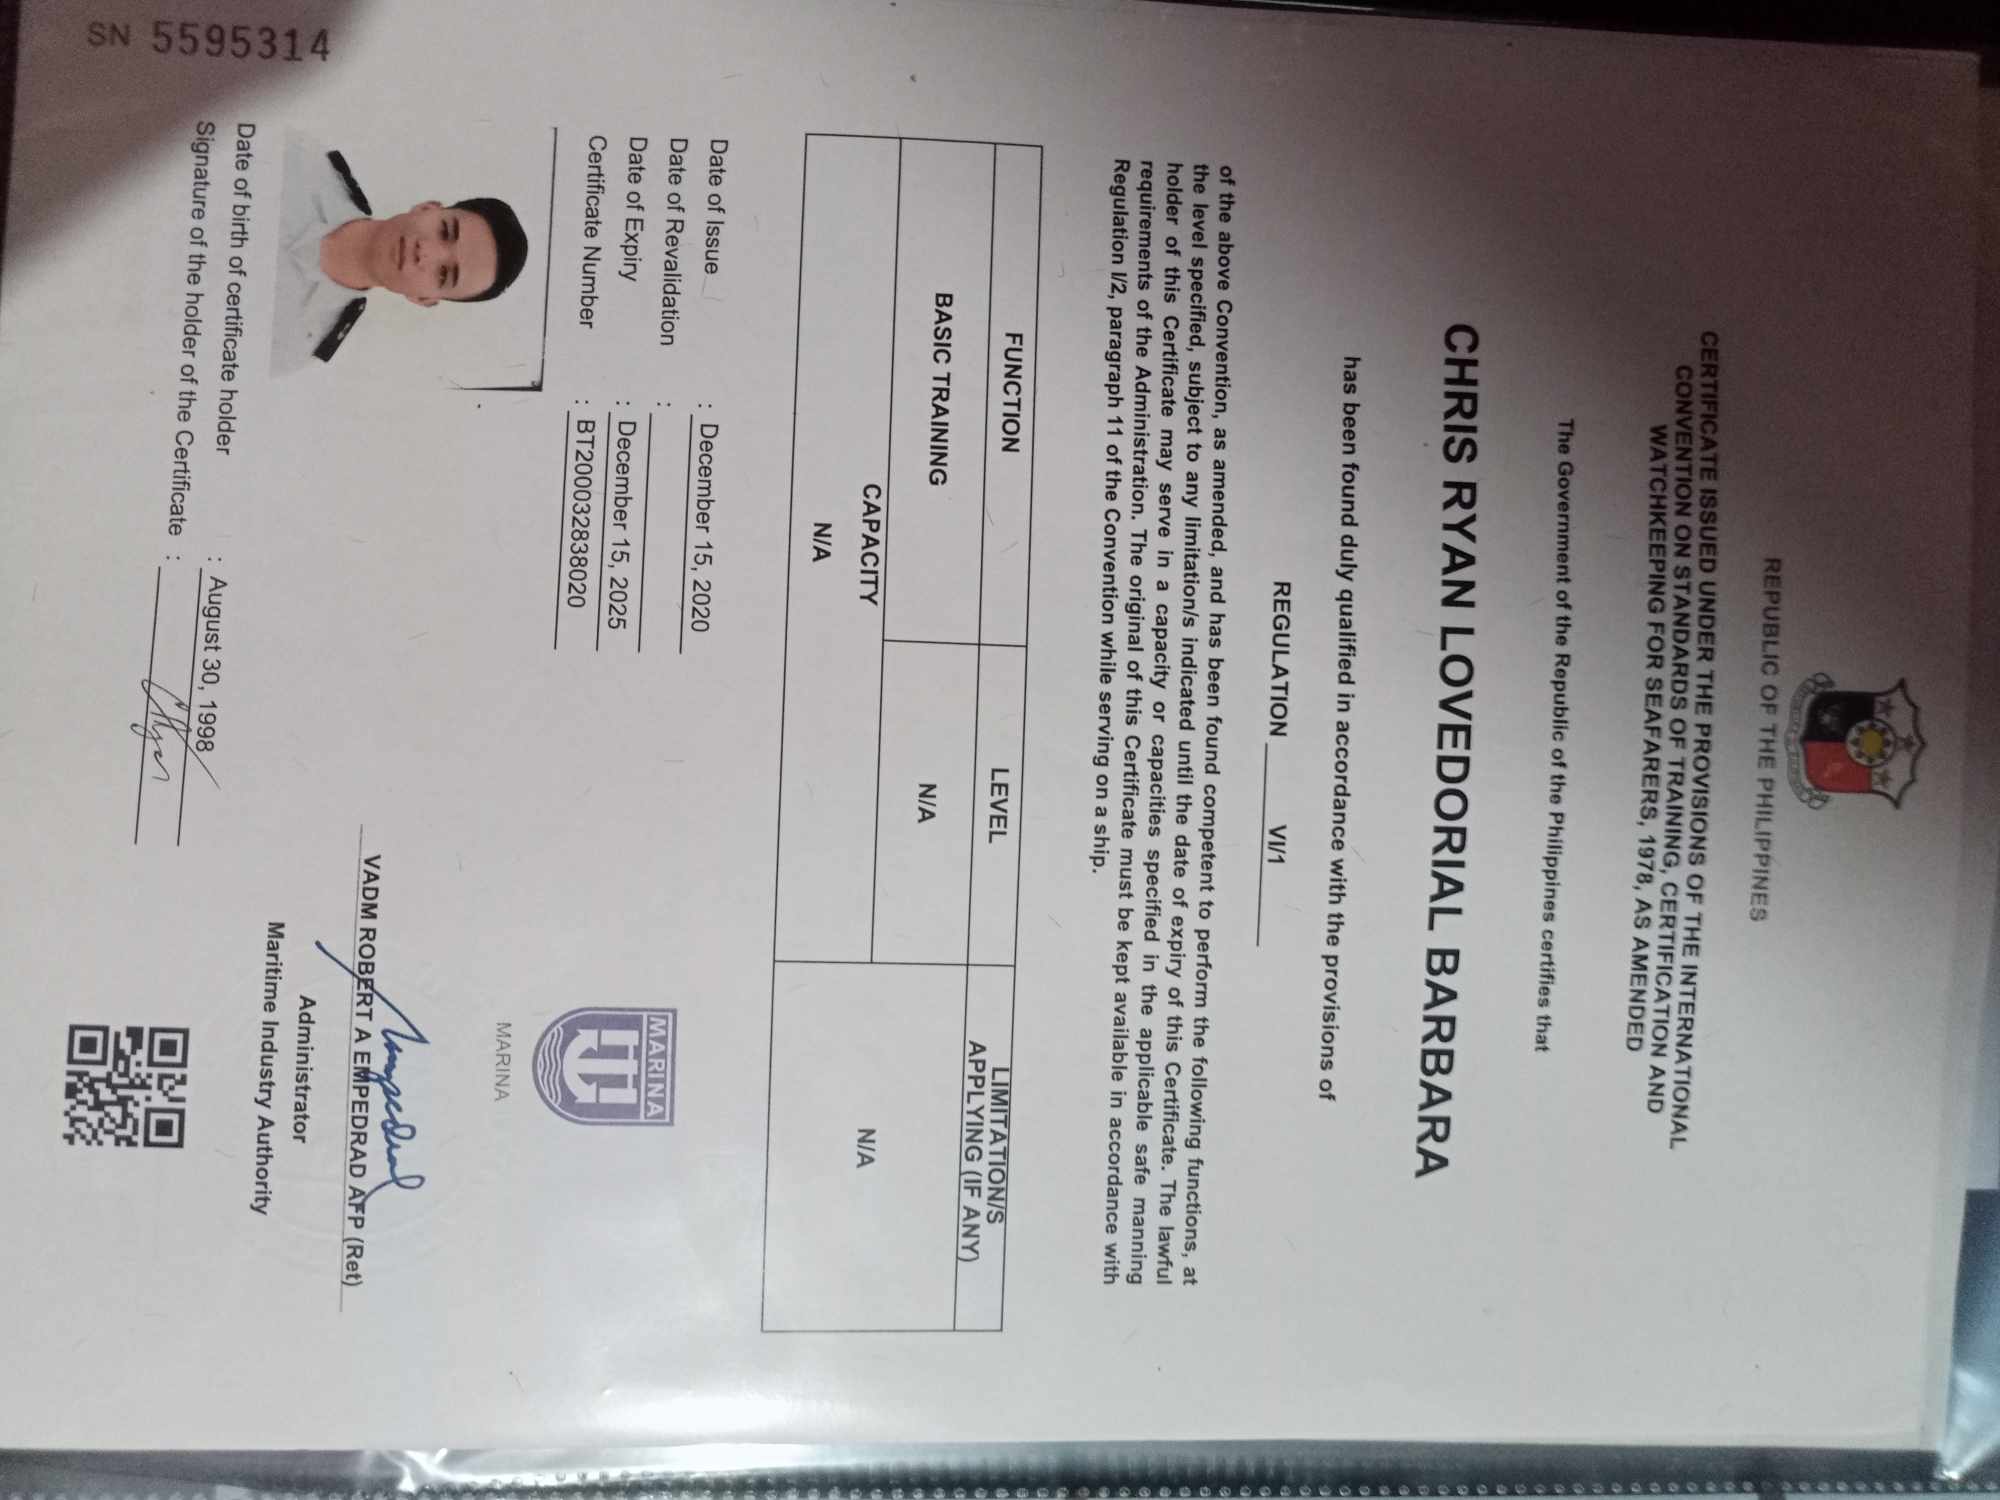 REPUBLIC OF THE PHILIPPINES
CERTIFICATE ISSUED UNDER THE PROVISIONS OF THE INTERNATIONAL
CONVENTION ON STANDARDS OF TRAINING, CERTIFICATION AND
WATCHKEEPING FOR SEAFARERS, 1978, AS AMENDED
The Government of the Republic of the Philippines certifies that
CHRIS RYAN LOVEDORIAL BARBARA
has been found duly qualified in accordance with the provisions of
REGULATION VI/1
of the above Convention, as amended, and has been found competent to perform the following functions, at
the level specified, subject to any limitation/s indicated until the date of expiry of this Certificate. The lawful
holder of this Certificate may serve in a capacity or capacities specified in the applicable safe manning
requirements of the Administration. The original of this Certificate must be kept available in accordance with
Regulation I/2, paragraph 11 of the Convention while serving on a ship.
FUNCTION LEVEL LIMITATION/S
APPLYING (IF ANY)
BASIC TRAINING N/A N/A
CAPACITY
N/A
Date of Issue : December 15, 2020
Date of Revalidation :
Date of Expiry : December 15, 2025
Certificate Number : BT200032838020
MARINA
MARINA
VADM ROBERT A EMPEDRAD AFP (Ret)
Administrator
Maritime Industry Authority
Date of birth of certificate holder : August 30, 1998
Signature of the holder of the Certificate :
SN 5595314